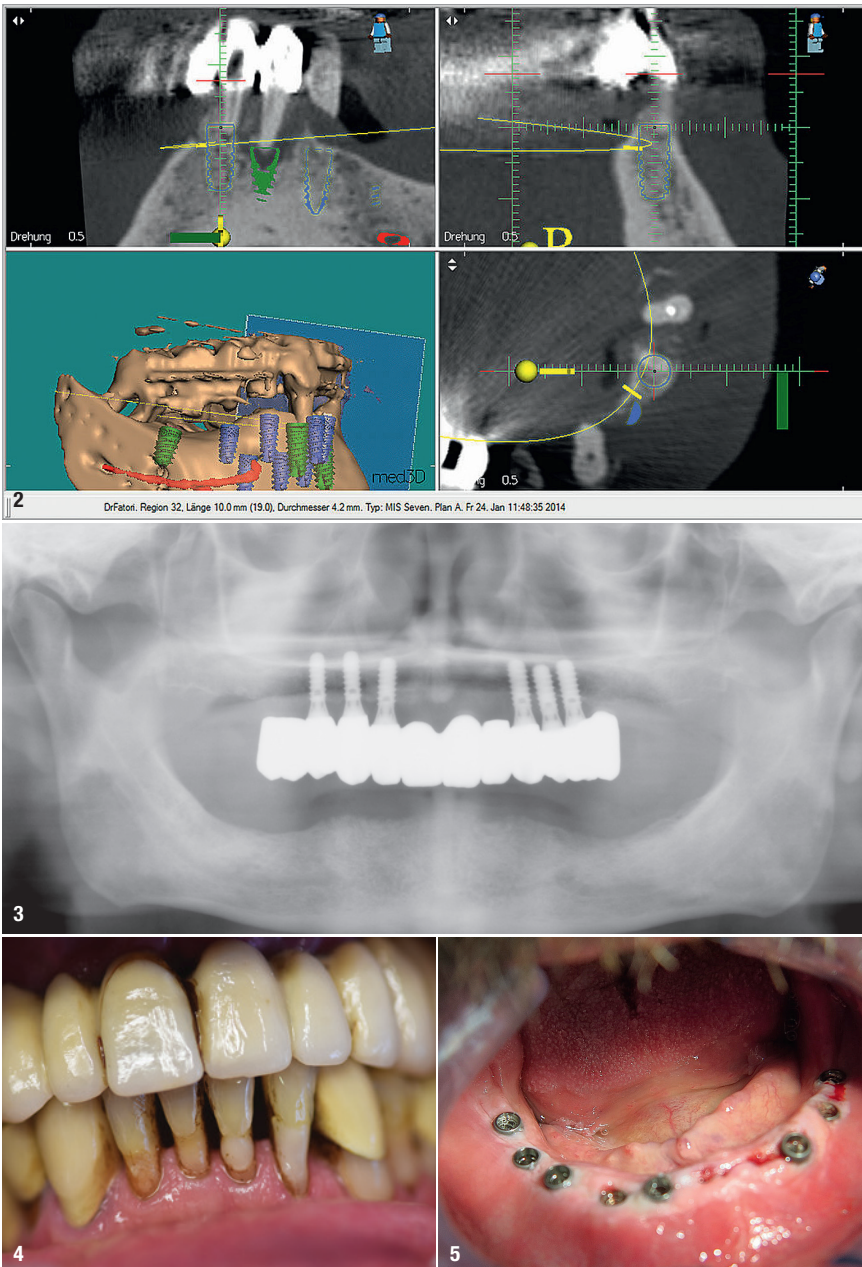 Drehung 0.5
Drehung 0.5
D
med3D
g 0.5
2
DrFatori. Region 32, Länge 10.0 mm (19.0), Durchmesser 4.2 mm. Typ: MIS Seven. Plan A. Fr 24. Jan 11:48:35 2014
3
4
5